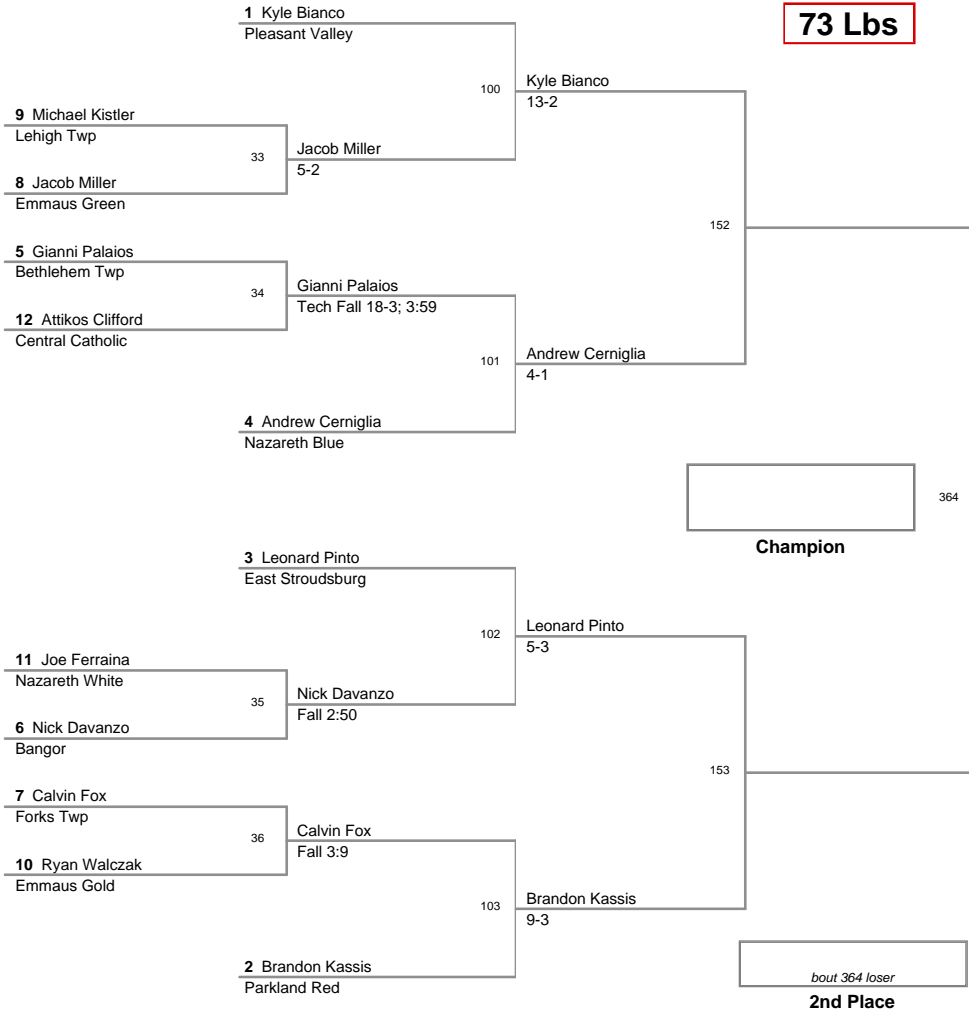 1 Kyle Bianco
Pleasant Valley
73 Lbs
100
Kyle Bianco
13-2
9 Michael Kistler
Lehigh Twp
33
Jacob Miller
5-2
8 Jacob Miller
Emmaus Green
152
5 Gianni Palaios
Bethlehem Twp
34
Gianni Palaios
Tech Fall 18-3; 3:59
12 Attikos Clifford
Central Catholic
101
Andrew Cerniglia
4-1
4 Andrew Cerniglia
Nazareth Blue
364
Champion
3 Leonard Pinto
East Stroudsburg
102
Leonard Pinto
5-3
11 Joe Ferraina
Nazareth White
35
Nick Davanzo
Fall 2:50
6 Nick Davanzo
Bangor
153
7 Calvin Fox
Forks Twp
36
Calvin Fox
Fall 3:9
10 Ryan Walczak
Emmaus Gold
103
Brandon Kassis
9-3
2 Brandon Kassis
Parkland Red
bout 364 loser
2nd Place